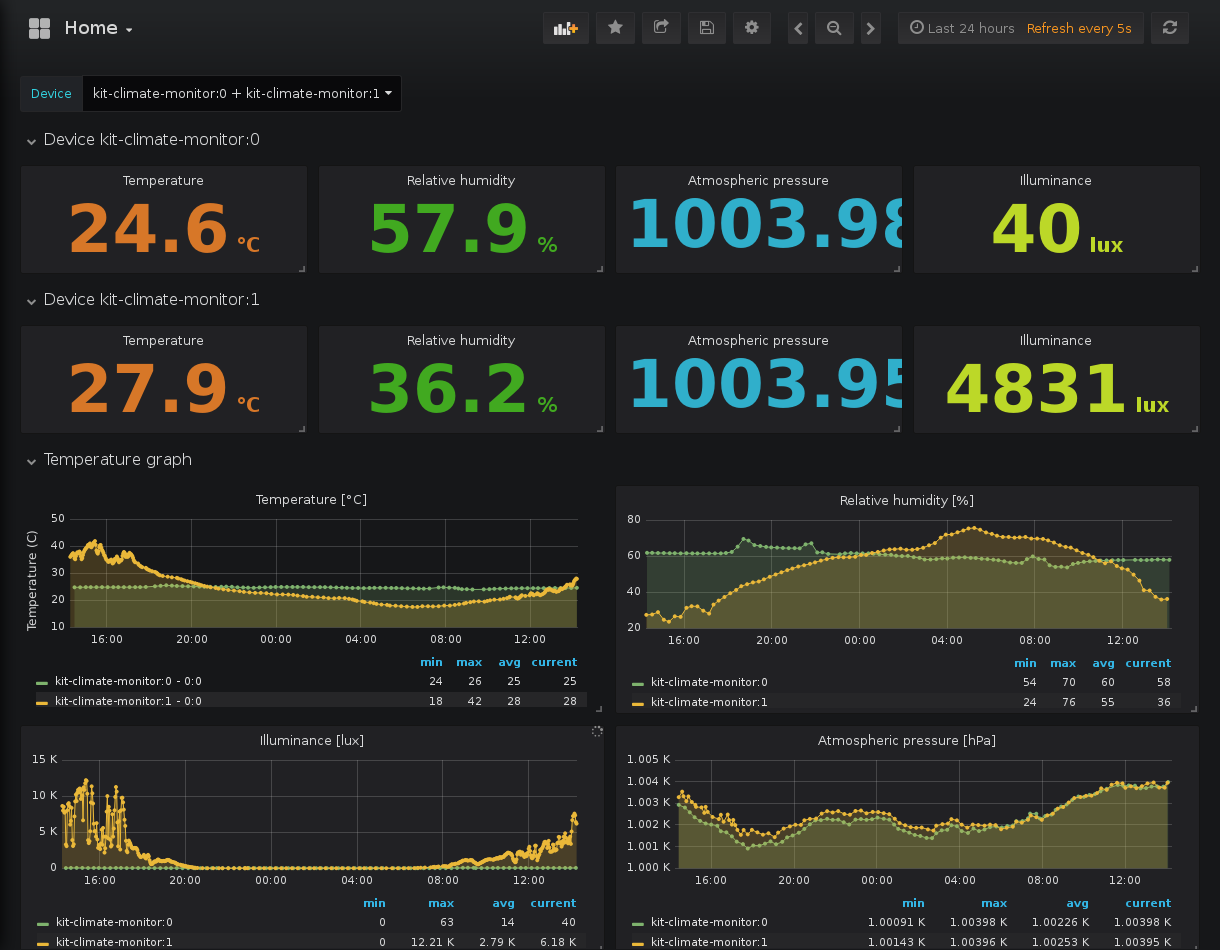 Home
Last 24 hours Refresh every 5s
Device kit-climate-monitor:0 + kit-climate-monitor:1
Device kit-climate-monitor:0
Temperature Relative humidity Atmospheric pressure Illuminance
24.6 °C 57.9 % 1003.98 40 lux
Device kit-climate-monitor:1
Temperature Relative humidity Atmospheric pressure Illuminance
27.9 °C 36.2 % 1003.95 4831 lux
Temperature graph
Temperature [°C]
Temperature (C)
50
40
30
20
10
16:00 20:00 00:00 04:00 08:00 12:00
min max avg current
kit-climate-monitor:0 - 0:0 24 26 25 25
kit-climate-monitor:1 - 0:0 18 42 28 28
Relative humidity [%]
80
60
40
20
16:00 20:00 00:00 04:00 08:00 12:00
min max avg current
kit-climate-monitor:0 54 70 60 58
kit-climate-monitor:1 24 76 55 36
Illuminance [lux]
15 K
10 K
5 K
0
16:00 20:00 00:00 04:00 08:00 12:00
min max avg current
kit-climate-monitor:0 0 63 14 40
kit-climate-monitor:1 0 12.21 K 2.79 K 6.18 K
Atmospheric pressure [hPa]
1.005 K
1.004 K
1.003 K
1.002 K
1.001 K
1.000 K
16:00 20:00 00:00 04:00 08:00 12:00
min max avg current
kit-climate-monitor:0 1.00091 K 1.00398 K 1.00226 K 1.00398 K
kit-climate-monitor:1 1.00143 K 1.00396 K 1.00253 K 1.00395 K